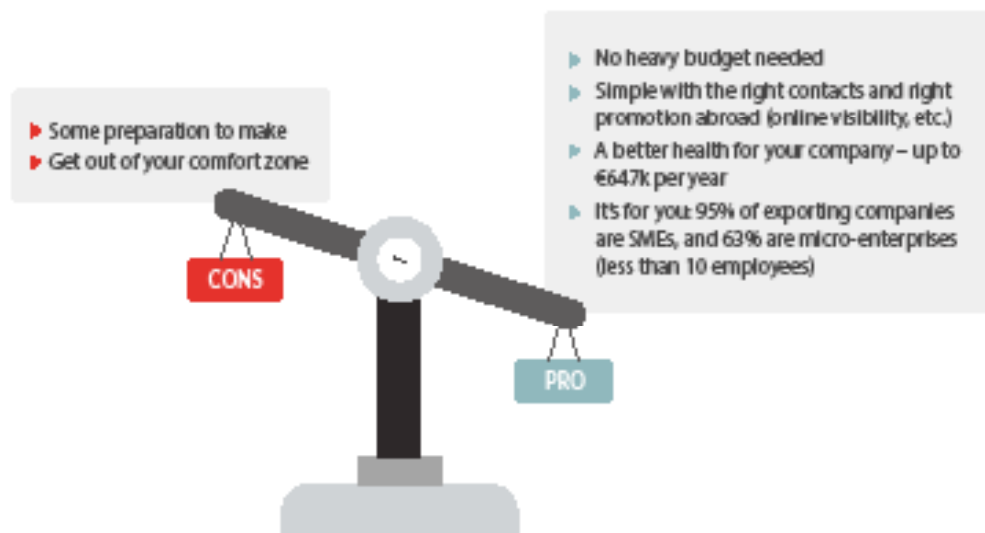 Some preparation to make
Get out of your comfort zone
CONS
No heavy budget needed
Simple with the right contacts and right
promotion abroad (online visibility, etc.)
A better health for your company – up to
€647k per year
It's for you: 95% of exporting companies
are SMEs, and 63% are micro-enterprises
(less than 10 employees)
PRO